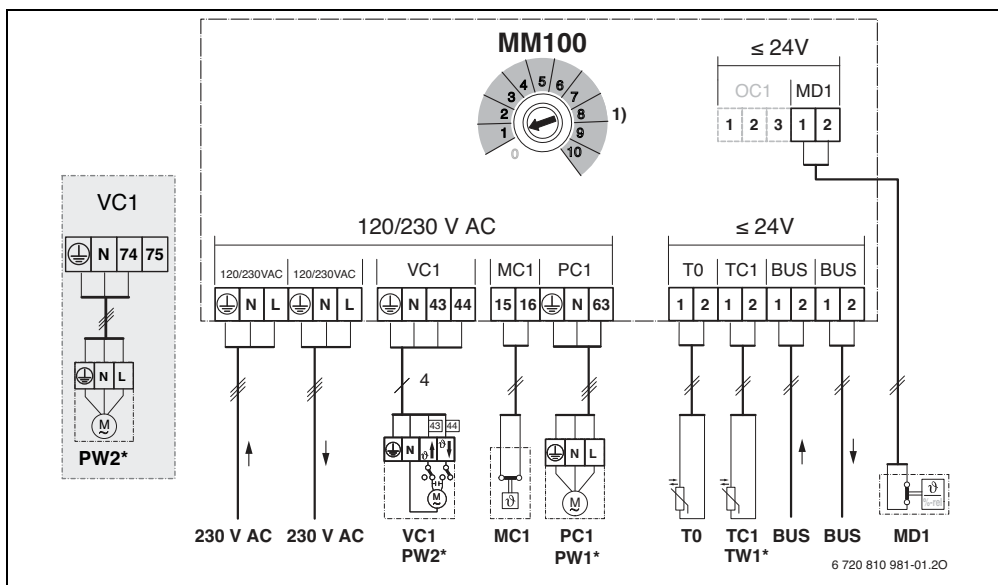 MM100
≤ 24V
OC1 MD1
1 2 3 1 2
0 1 2 3 4 5 6 7 8 9 10
1)
VC1
N 74 75
N L
M
~
PW2*
120/230 V AC
≤ 24V
120/230VAC 120/230VAC VC1 MC1 PC1 T0 TC1 BUS BUS
N L N L N 43 44 15 16 N 63 1 2 1 2 1 2 1 2
4
43 44
N ϑ ϑ
M
~
ϑ
N L
M
~
ϑ
%-rel
230 V AC 230 V AC VC1 MC1 PC1 T0 TC1 BUS BUS MD1
PW2* PW1* TW1*
6 720 810 981-01.2O